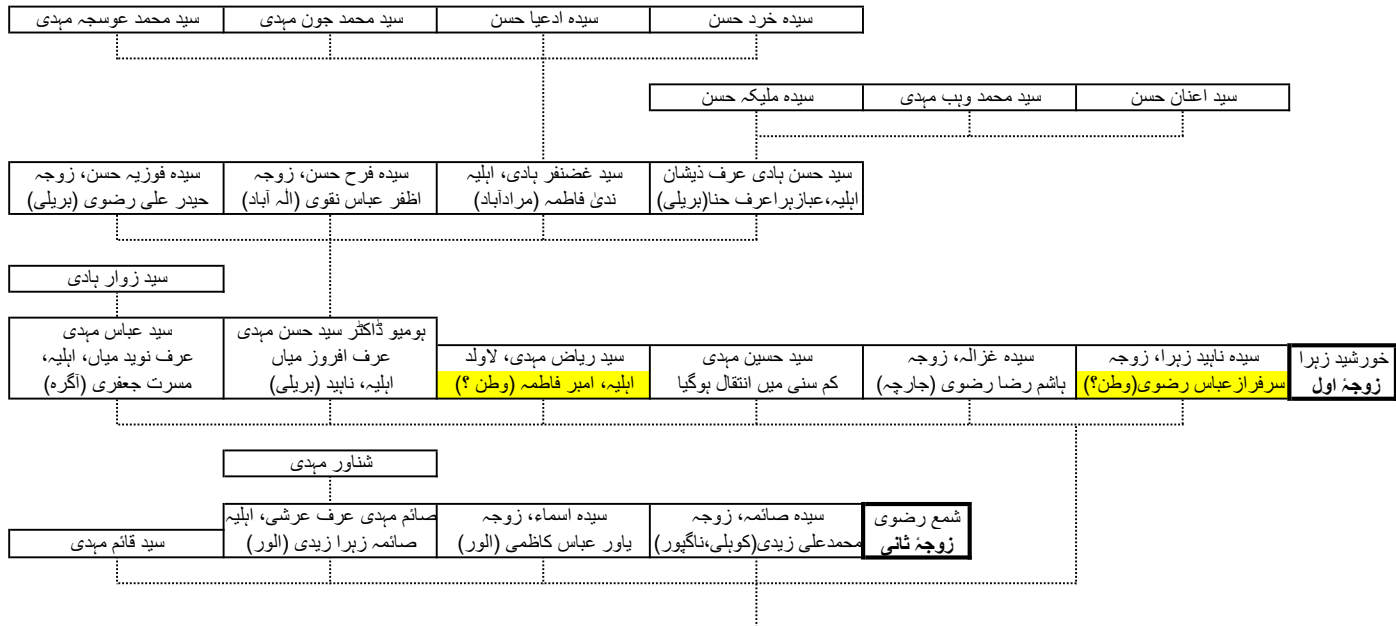 سیدہ خرد حسن
سیدہ ادعیا حسن
سید محمد جون مہدی
سید محمد عوسجہ مہدی
سید اعنان حسن
سید محمد وہب مہدی
سیدہ ملیکہ حسن
سید حسن ہادی عرف ذیشان
اہلیہ،عبازہراعرف حنا(بریلی)
سید غضنفر ہادی، اہلیہ
ندیٰ فاطمہ (مرادآباد)
سیدہ فرح حسن، زوجہ
اظفر عباس نقوی (الٰہ آباد)
سیدہ فوزیہ حسن، زوجہ
حیدر علی رضوی (بریلی)
سید زوار ہادی
خورشید زہرا
زوجۂ اول
سیدہ ناہید زہرا، زوجہ
سرفرازعباس رضوی(وطن؟)
سیدہ غزالہ، زوجہ
ہاشم رضا رضوی (جارچہ)
سید حسین مہدی
کم سنی میں انتقال ہوگیا
سید ریاض مہدی، لاولد
اہلیہ، امبر فاطمہ (وطن ؟)
ہومیو ڈاکٹر سید حسن مہدی
عرف افروز میاں
اہلیہ، ناہید (بریلی)
سید عباس مہدی
عرف نوید میاں، اہلیہ،
مسرت جعفری (آگرہ)
شناور مہدی
شمع رضوی
زوجۂ ثانی
سیدہ صائمہ، زوجہ
محمدعلی زیدی(کوہلی،ناگپور)
سیدہ اسماء، زوجہ
یاور عباس کاظمی (الور)
صائم مہدی عرف عرشی، اہلیہ
صائمہ زہرا زیدی (الور)
سید قائم مہدی